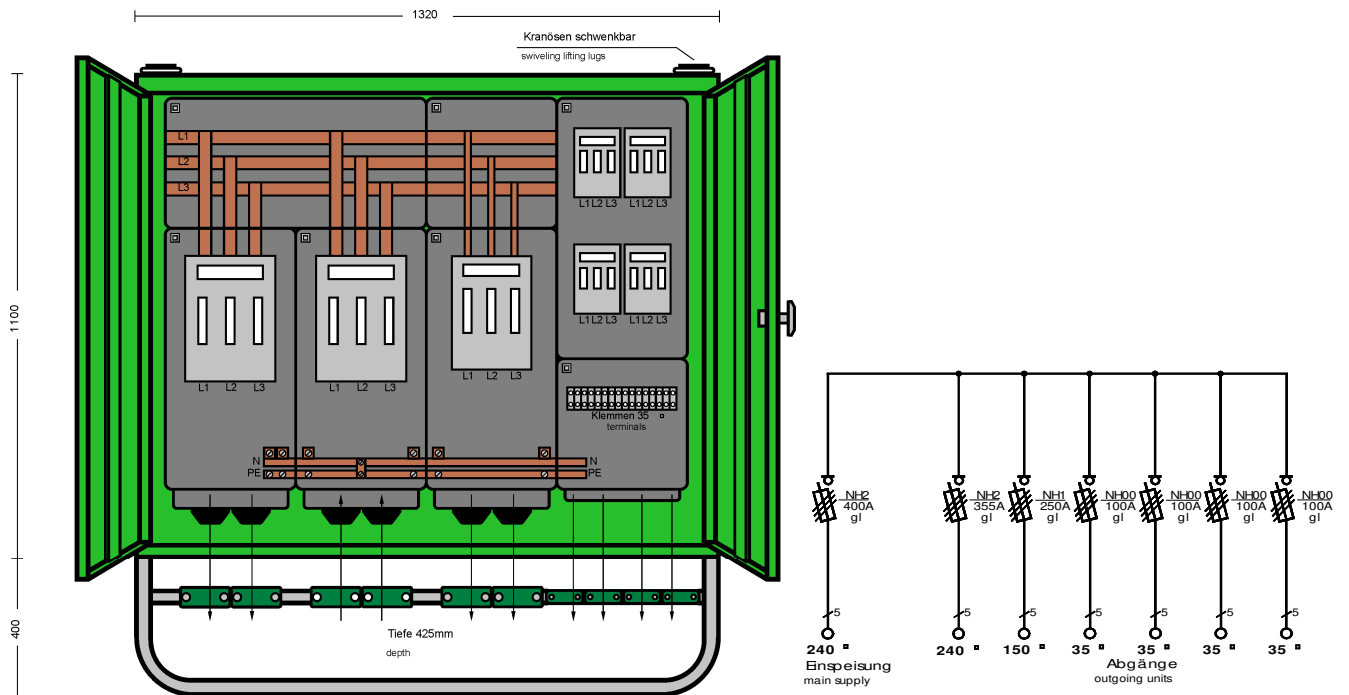 1320
Kranösen schwenkbar
swiveling lifting lugs
L1
L2
L3
L1 L2 L3 L1 L2 L3
L1 L2 L3 L1 L2 L3
L1 L2 L3
L1 L2 L3
L1 L2 L3
Klemmen 35
terminals
N N
PE PE
1100
400
Tiefe 425mm
depth
NH2
400A
gl
NH2
355A
gl
NH1
250A
gl
NH00
100A
gl
NH00
100A
gl
NH00
100A
gl
NH00
100A
gl
5 5 5 5 5 5 5
240 240 150 35 35 35 35
Einspeisung
main supply
Abgänge
outgoing units